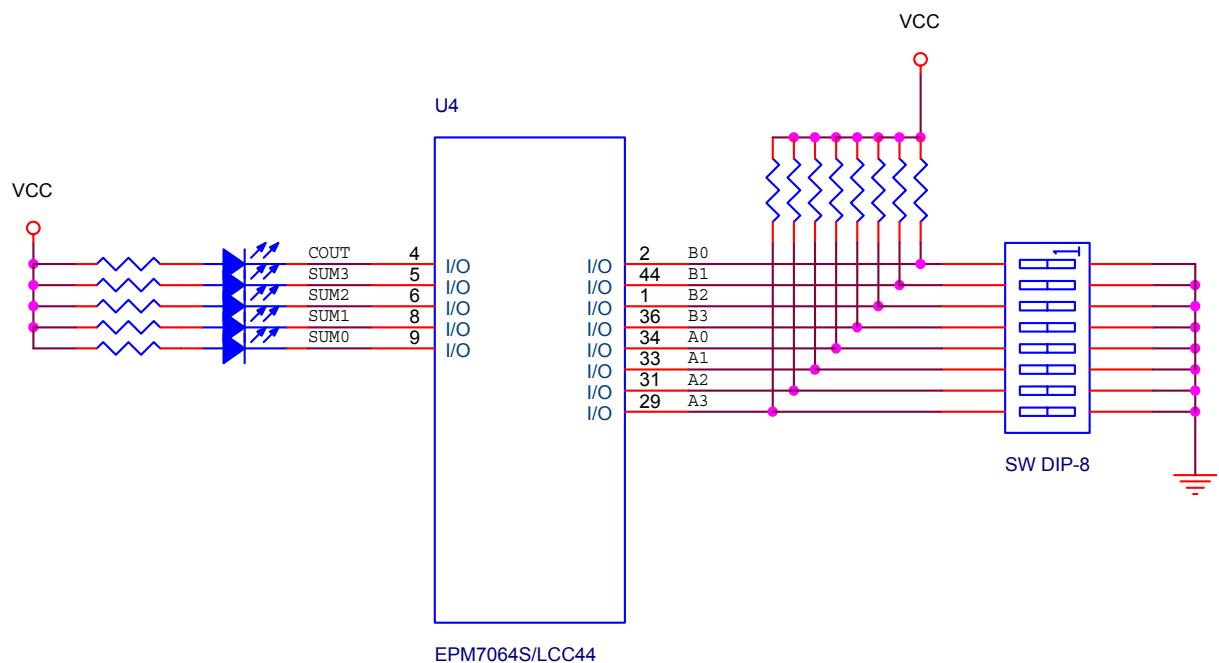 VCC
U4
VCC
COUT 4 I/O
SUM3 5 I/O
SUM2 6 I/O
SUM1 8 I/O
SUM0 9 I/O
I/O 2 B0
I/O 44 B1
I/O 1 B2
I/O 36 B3
I/O 34 A0
I/O 33 A1
I/O 31 A2
I/O 29 A3
1
SW DIP-8
EPM7064S/LCC44